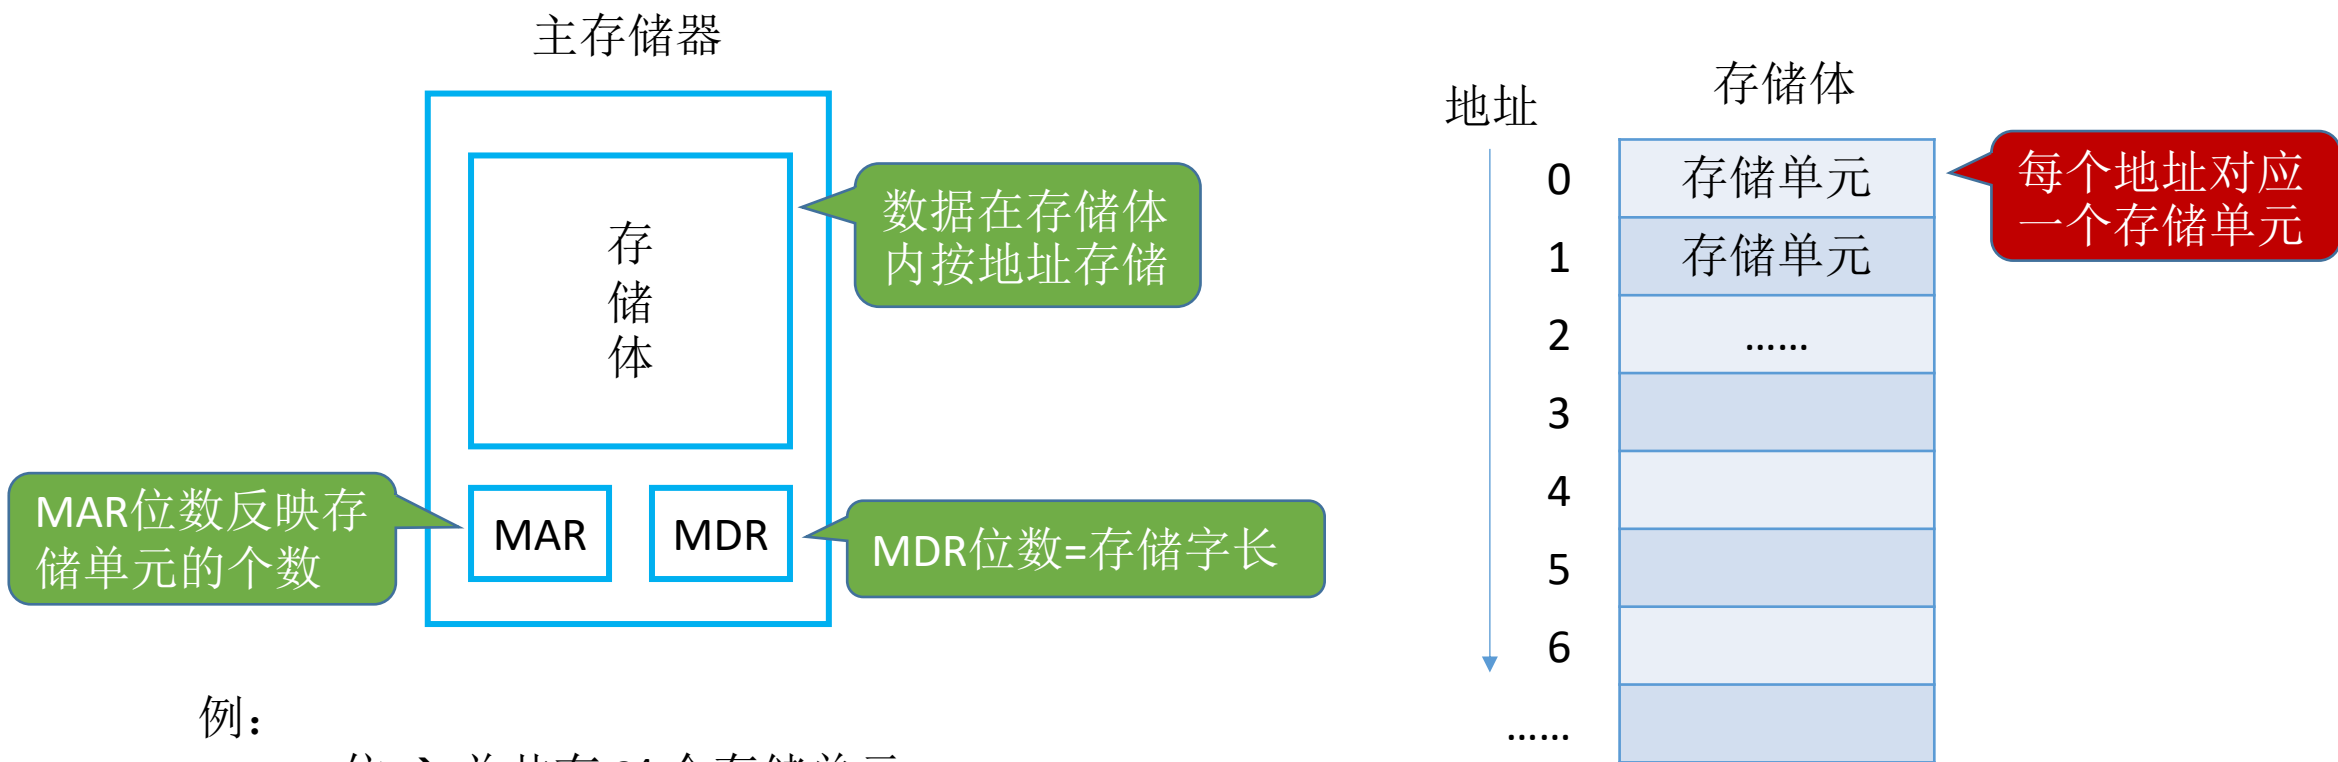 主存储器
存
储
体
MAR
MDR
数据在存储体
内按地址存储
MAR位数反映存
储单元的个数
MDR位数=存储字长
例：
地址
存储体
0
存储单元
1
存储单元
2
……
3
4
5
6
……
每个地址对应
一个存储单元